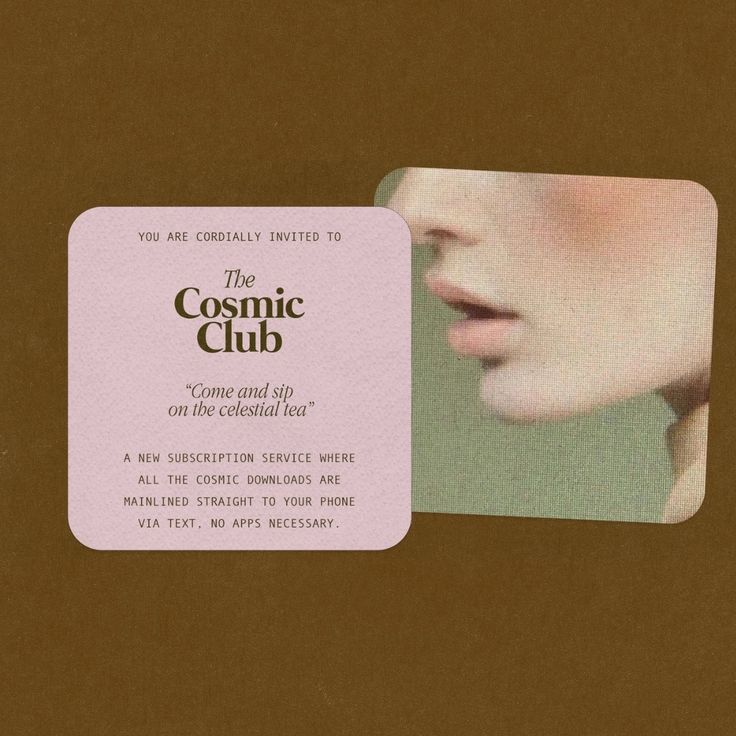 YOU ARE CORDIALLY INVITED TO
The
Cosmic
Club
“Come and sip
on the celestial tea”
A NEW SUBSCRIPTION SERVICE WHERE
ALL THE COSMIC DOWNLOADS ARE
MAINLINED STRAIGHT TO YOUR PHONE
VIA TEXT, NO APPS NECESSARY.